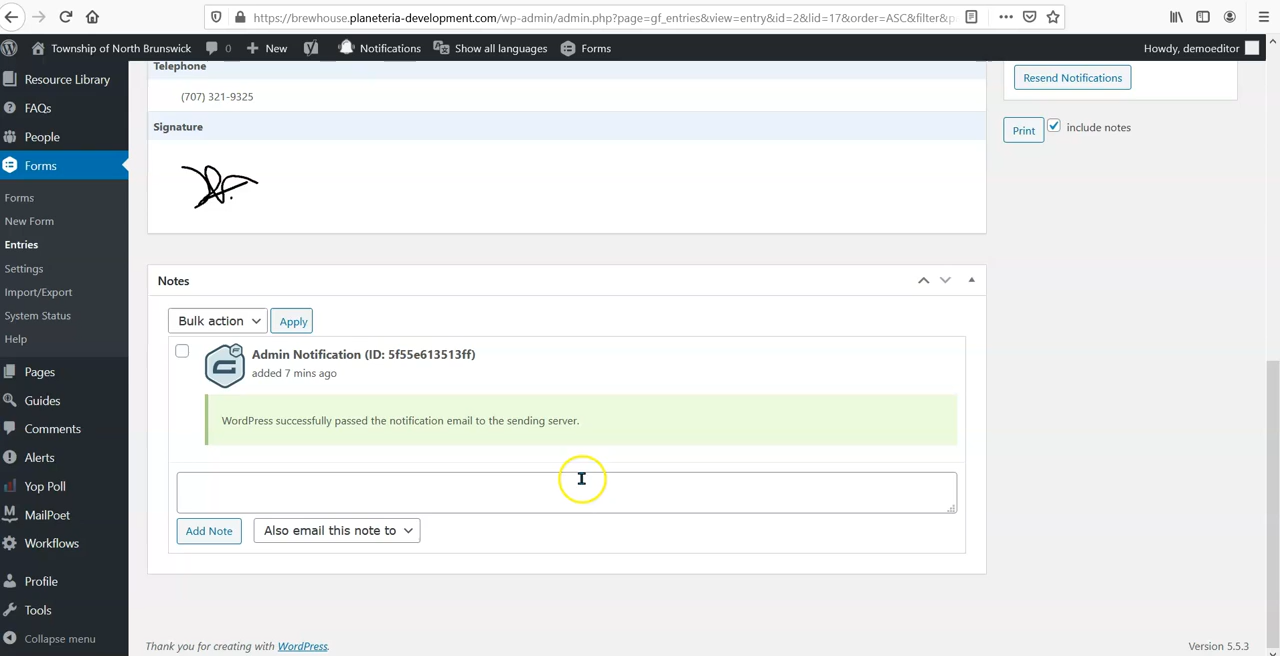 https://brewhouse.planeteria-development.com/wp-admin/admin.php?page=gf_entries&view=entry&id=2&lid=17&order=ASC&filter&p
Township of North Brunswick 0 New Notifications Show all languages Forms Howdy, demoeditor
Resource Library
FAQs
People
Forms
Forms
New Form
Entries
Settings
Import/Export
System Status
Help
Pages
Guides
Comments
Alerts
Yop Poll
MailPoet
Workflows
Profile
Tools
Collapse menu
Telephone
(707) 321-9325
Signature
Notes
Bulk action Apply
Admin Notification (ID: 5f55e613513ff)
added 7 mins ago
WordPress successfully passed the notification email to the sending server.
Add Note Also email this note to
Resend Notifications
Print include notes
Thank you for creating with WordPress. Version 5.5.3